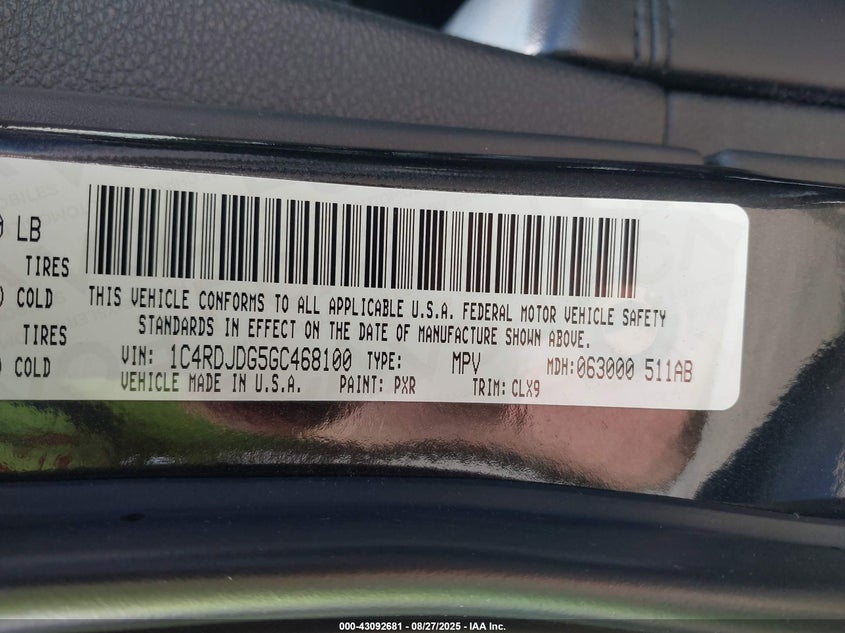 LB
TIRES
COLD
TIRES
COLD
THIS VEHICLE CONFORMS TO ALL APPLICABLE U.S.A. FEDERAL MOTOR VEHICLE SAFETY
STANDARDS IN EFFECT ON THE DATE OF MANUFACTURE SHOWN ABOVE.
VIN: 1C4RDJDG5GC468100 TYPE: MPV MDH:063000 511AB
VEHICLE MADE IN U.S.A. PAINT: PXR TRIM:CLX9
000-43092681 - 08/27/2025 - IAA Inc.